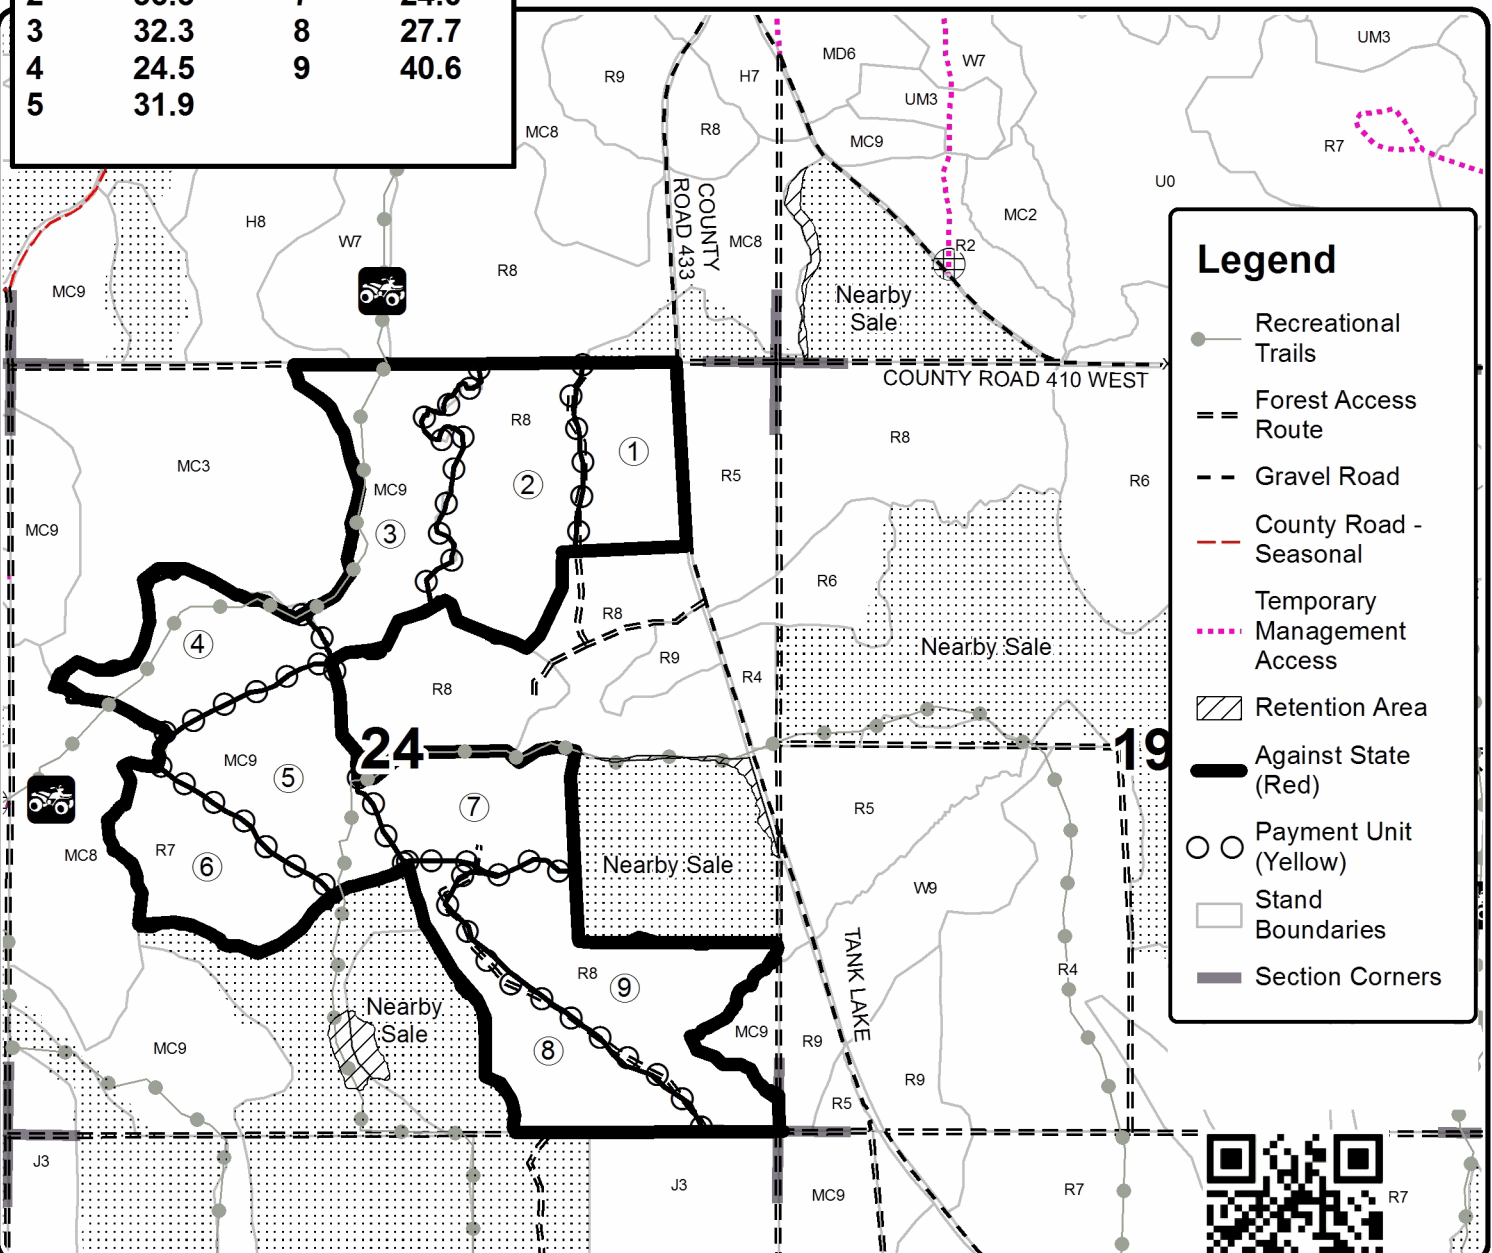 3 32.3 8 27.7
4 24.5 9 40.6
5 31.9
UM3
MD6
W7
R9
H7
UM3
MC8
R8
MC9
R7
U0
H8
W7
COUNTY
ROAD 433
MC8
MC2
R2
R8
MC9
Nearby
Sale
COUNTY ROAD 410 WEST
Legend
Recreational
Trails
Forest Access
Route
Gravel Road
County Road -
Seasonal
Temporary
Management
Access
Retention Area
Against State
(Red)
Payment Unit
(Yellow)
Stand
Boundaries
Section Corners
R8
R8
1
MC3
2
R5
R6
MC9
MC9
3
R6
R8
4
Nearby Sale
R9
R4
R8
24
19
MC9
5
7
R5
MC8
R7
6
Nearby Sale
W9
TANK LAKE
R8
9
R4
Nearby
Sale
MC9
R9
MC9
8
R9
R5
J3
J3
MC9
R7
R7